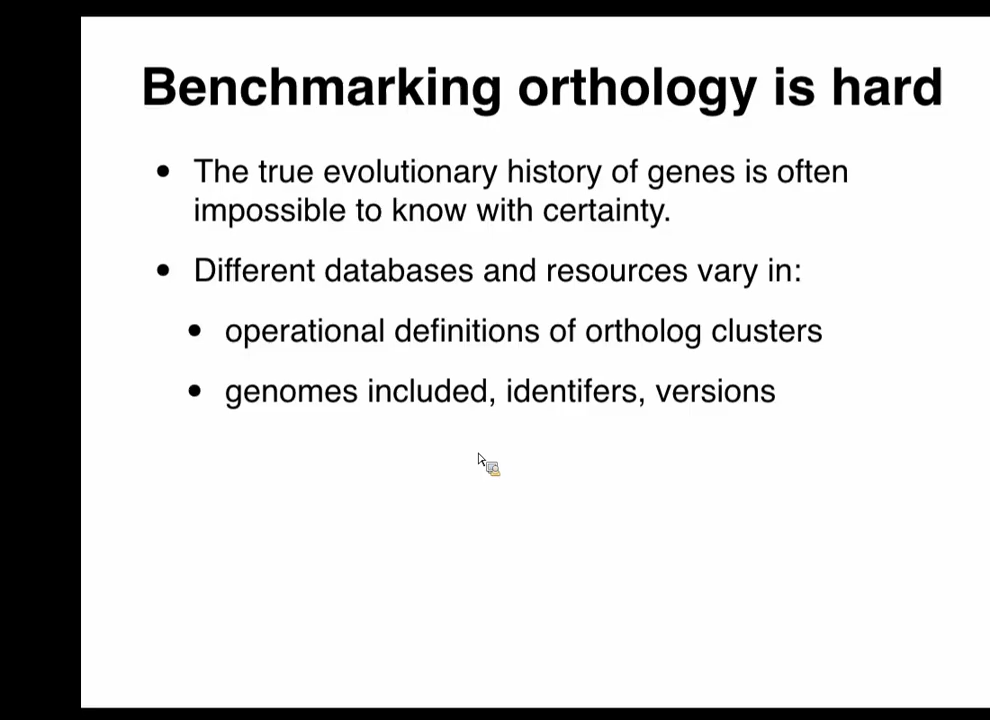 Benchmarking orthology is hard
• The true evolutionary history of genes is often
impossible to know with certainty.
• Different databases and resources vary in:
• operational definitions of ortholog clusters
• genomes included, identifers, versions